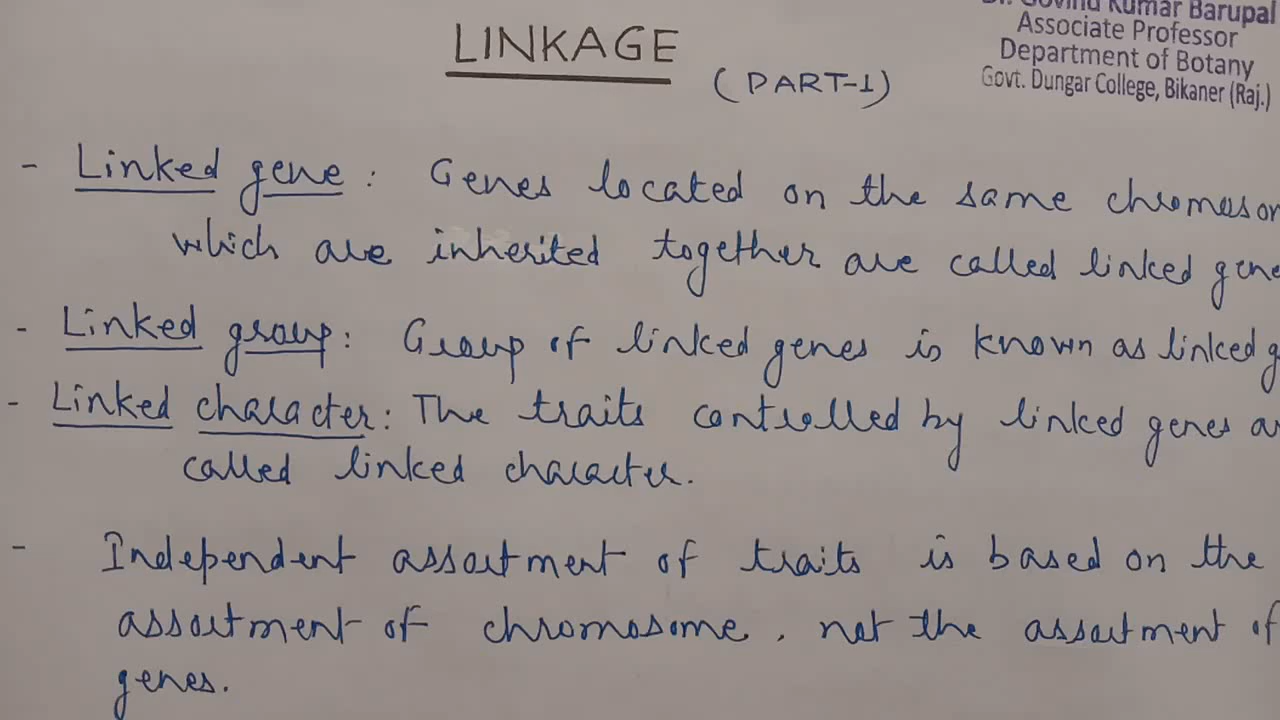 Dr. Govind Kumar Barupal
Associate Professor
Department of Botany
Govt. Dungar College, Bikaner (Raj.)
LINKAGE
(PART-1)
- Linked gene: Genes located on the same chromosom
which are inherited together are called linked gene
- Linked group: Group of linked genes is known as linked g
- Linked character: The traits controlled by linked genes a
called linked character.
- Independent assortment of traits is based on the
assortment of chromosome, not the assortment of
genes.